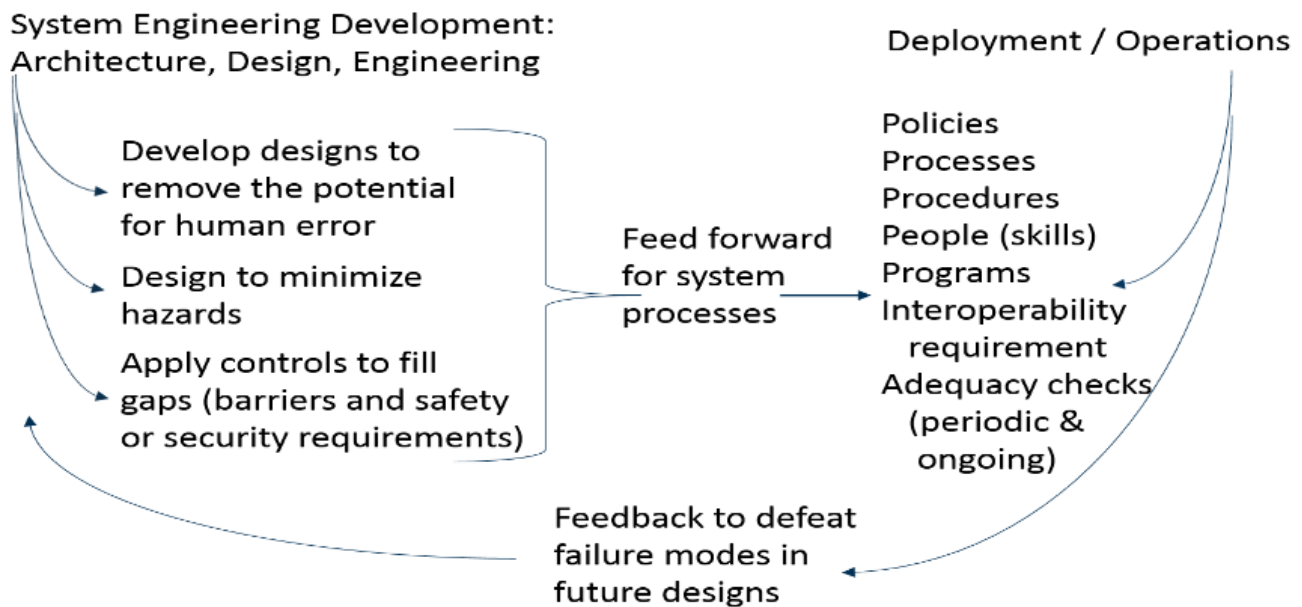 System Engineering Development:
Architecture, Design, Engineering
Develop designs to
remove the potential
for human error
Design to minimize
hazards
Apply controls to fill
gaps (barriers and safety
or security requirements)
Feed forward
for system
processes
Deployment / Operations
Policies
Processes
Procedures
People (skills)
Programs
Interoperability
requirement
Adequacy checks
(periodic &
ongoing)
Feedback to defeat
failure modes in
future designs